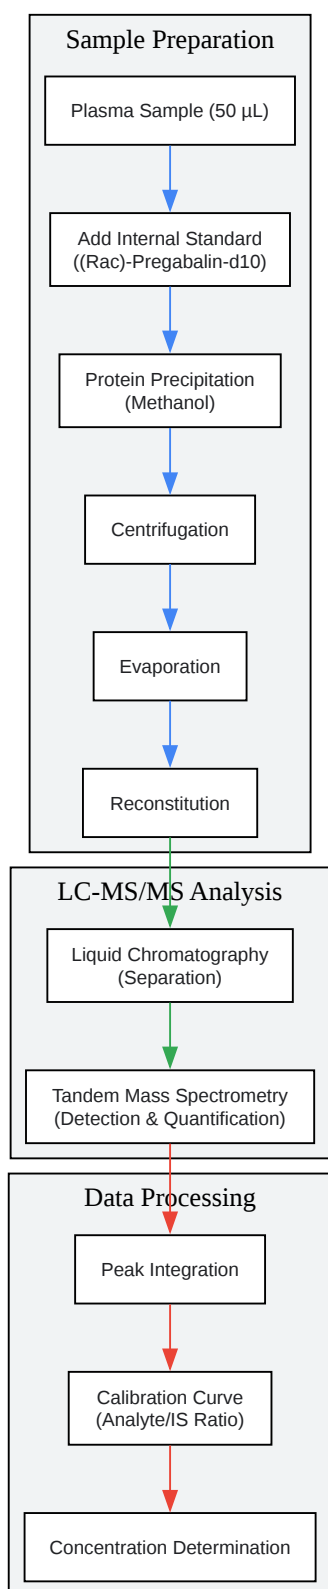 Sample Preparation
Plasma Sample (50 µL)
Add Internal Standard
((Rac)-Pregabalin-d10)
Protein Precipitation
(Methanol)
Centrifugation
Evaporation
Reconstitution
LC-MS/MS Analysis
Liquid Chromatography
(Separation)
Tandem Mass Spectrometry
(Detection & Quantification)
Data Processing
Peak Integration
Calibration Curve
(Analyte/IS Ratio)
Concentration Determination